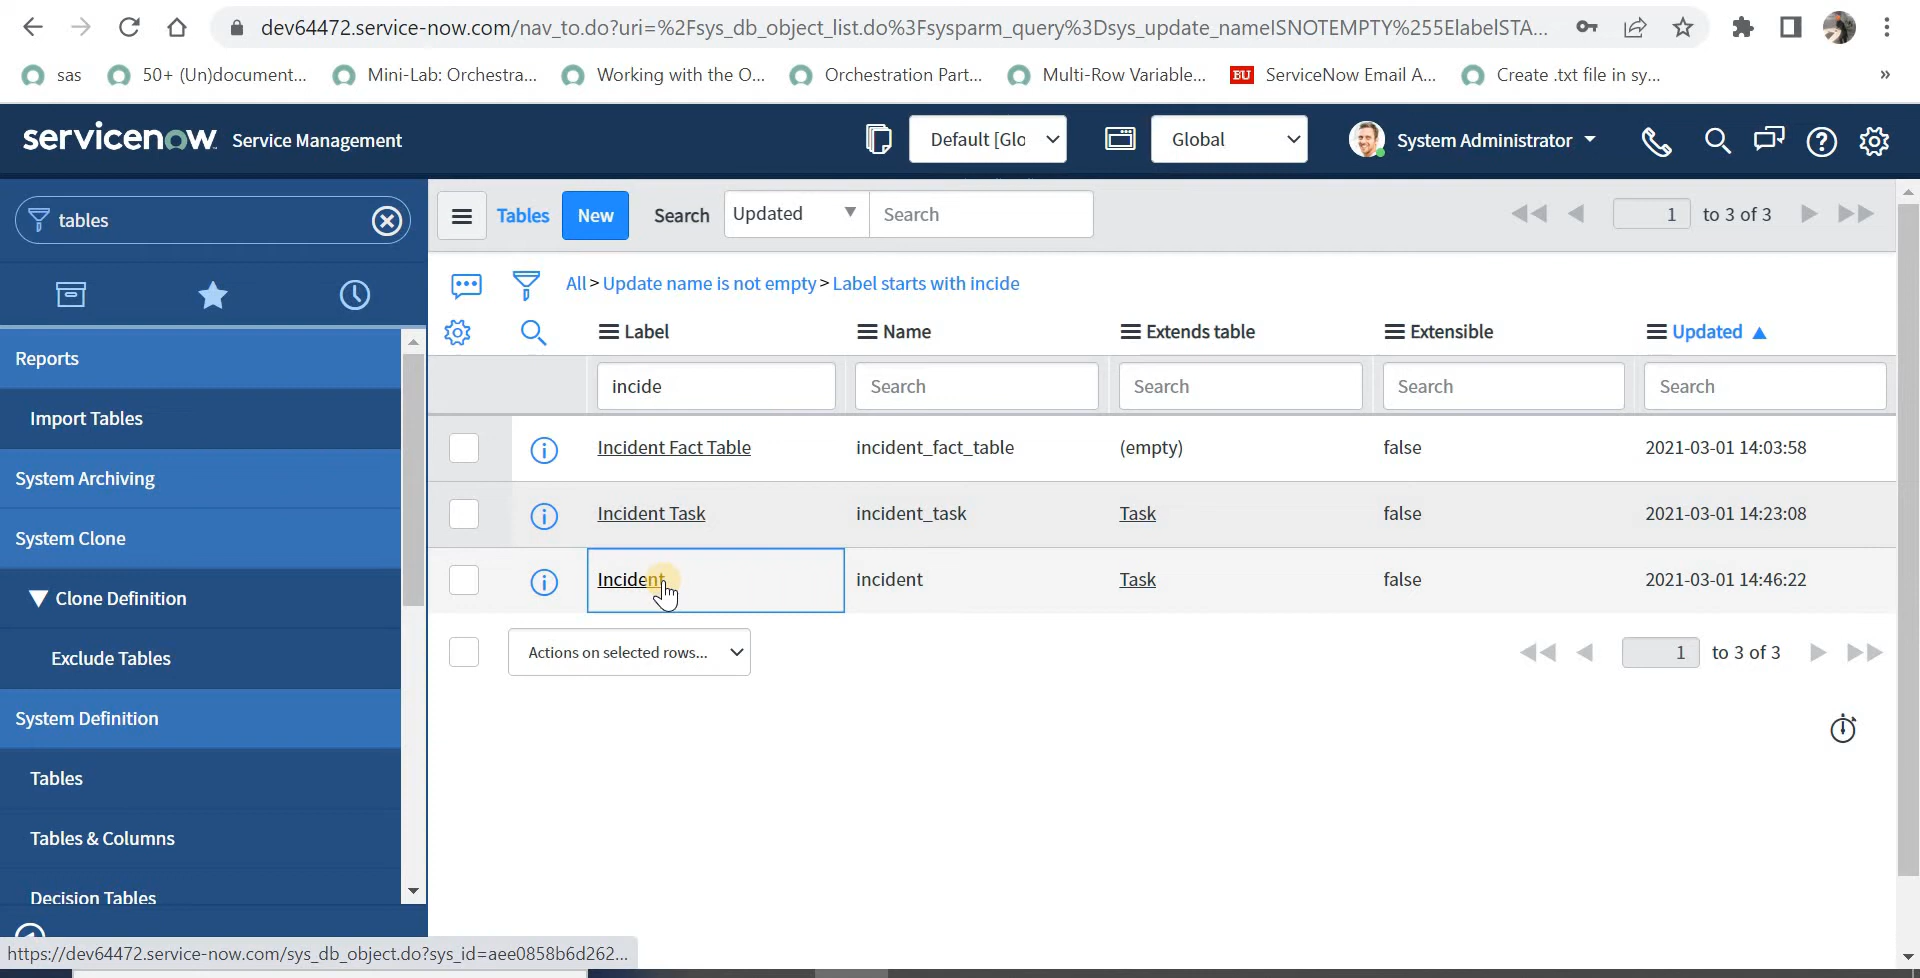 dev64472.service-now.com/nav_to.do?uri=%2Fsys_db_object_list.do%3Fsysparm_query%3Dsys_update_nameISNOTEMPTY%255ElabelSTA...
sas 50+ (Un)document... Mini-Lab: Orchestra... Working with the O... Orchestration Part... Multi-Row Variable... BU ServiceNow Email A... Create .txt file in sy... »
servicenow Service Management Default [Glo Global System Administrator
tables
Tables New Search Updated Search 1 to 3 of 3
All > Update name is not empty > Label starts with incide
Label Name Extends table Extensible Updated
incide Search Search Search Search
Incident Fact Table incident_fact_table (empty) false 2021-03-01 14:03:58
Incident Task incident_task Task false 2021-03-01 14:23:08
Incident incident Task false 2021-03-01 14:46:22
Actions on selected rows... 1 to 3 of 3
Reports
Import Tables
System Archiving
System Clone
Clone Definition
Exclude Tables
System Definition
Tables
Tables & Columns
Decision Tables
https://dev64472.service-now.com/sys_db_object.do?sys_id=aee0858b6d262...